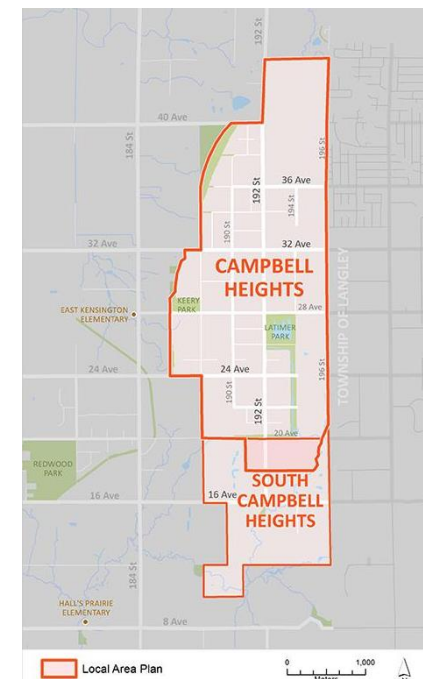 192 St
40 Ave
184 St
196 St
36 Ave
192 St
194 St
190 St
32 Ave
32 Ave
CAMPBELL
HEIGHTS
TOWNSHIP OF LANGLEY
KEERY
PARK
28 Ave
EAST KENSINGTON
ELEMENTARY
LATIMER
PARK
24 Ave
24 Ave
196 St
190 St
192 St
20 Ave
REDWOOD
PARK
16 Ave
16 Ave
SOUTH
CAMPBELL
HEIGHTS
184 St
HALL'S PRAIRIE
ELEMENTARY
8 Ave
Local Area Plan
0
1,000
Meters